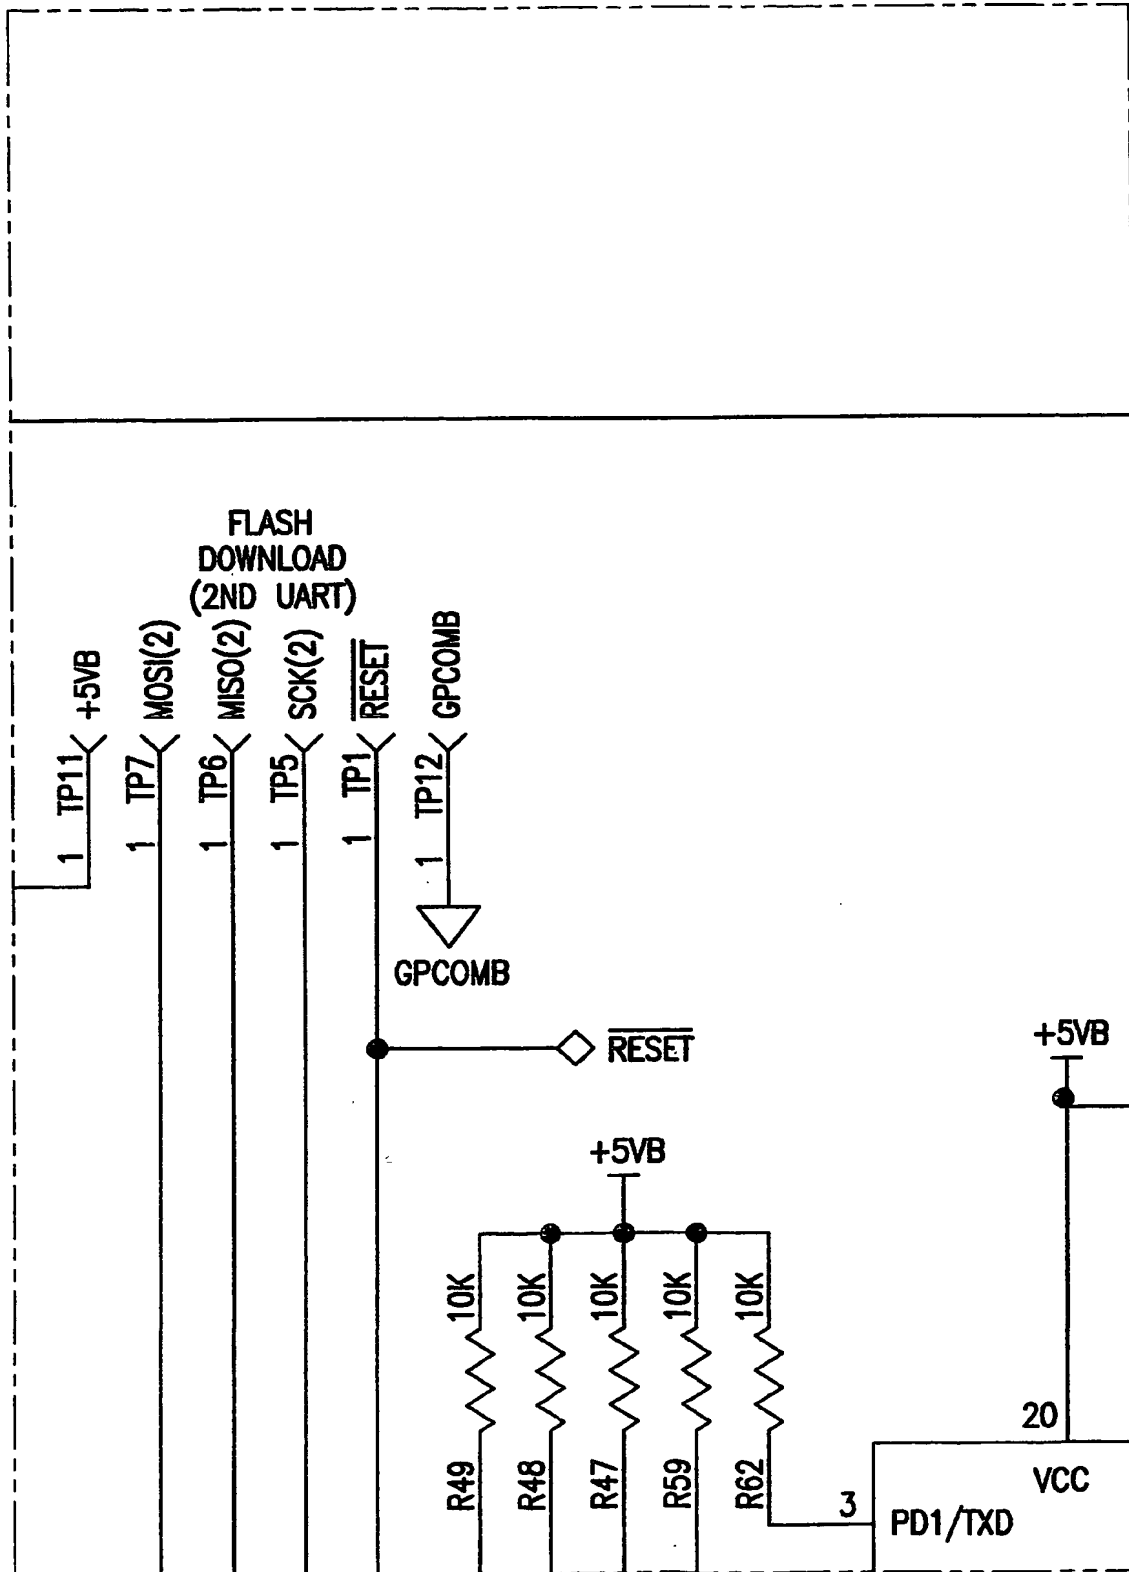 FLASH
DOWNLOAD
(2ND UART)
+5VB
MOSI(2)
MISO(2)
SCK(2)
RESET
GPCOMB
1 TP11
1 TP7
1 TP6
1 TP5
1 TP1
1 TP12
GPCOMB
RESET
+5VB
+5VB
10K
10K
10K
10K
10K
R49
R48
R47
R59
R62
20
VCC
3
PD1/TXD